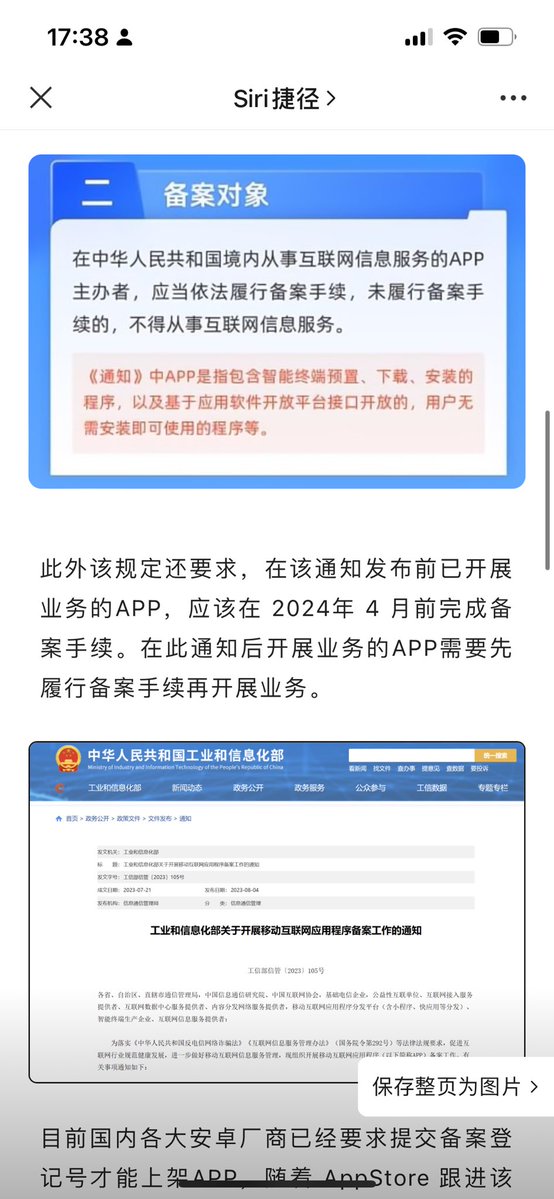 17:38
Siri捷径
二
备案对象
在中华人民共和国境内从事互联网信息服务的APP
主办者，应当依法履行备案手续，未履行备案手
续的，不得从事互联网信息服务。
《通知》中APP是指包含智能终端预置、下载、安装的
程序，以及基于应用软件开放平台接口开放的，用户无
需安装即可使用的程序等。
此外该规定还要求，在该通知发布前已开展
业务的APP，应该在 2024年 4 月前完成备
案手续。在此通知后开展业务的APP需要先
履行备案手续再开展业务。
中华人民共和国工业和信息化部
Ministry of Industry and Information Technology of the People's Republic of China
统一搜索
看新闻 找文件 查办事 提意见 查数据 要投诉
工业和信息化部 新闻动态 政务公开 政务服务 公众参与 工信数据 专题专栏
首页 > 政务公开 > 政策文件 > 文件发布 > 通知
发文机关：工业和信息化部
标 题：工业和信息化部关于开展移动互联网应用程序备案工作的通知
发文字号：工信部信管〔2023〕105号
成文日期：2023-07-21 发布日期：2023-08-04
发布机构：信息通信管理局 分 类：信息通信管理
工业和信息化部关于开展移动互联网应用程序备案工作的通知
工信部信管〔2023〕105号
各省、自治区、直辖市通信管理局，中国信息通信研究院，中国互联网协会，基础电信企业，公益性互联单位、互联网接入服务
提供者、互联网数据中心服务提供者、内容分发网络服务提供者，移动互联网应用程序分发平台（含小程序、快应用等分发）、
智能终端生产企业、互联网信息服务提供者：
为落实《中华人民共和国反电信网络诈骗法》《互联网信息服务管理办法》（国务院令第292号）等法律法规要求，促进互
联网行业规范健康发展，进一步做好移动互联网信息服务管理，现组织开展移动互联网应用程序（以下简称APP）备案工作。有
关事项通知如下：
保存整页为图片
目前国内各大安卓厂商已经要求提交备案登
记号才能上架APP，随着 AppStore 跟进该